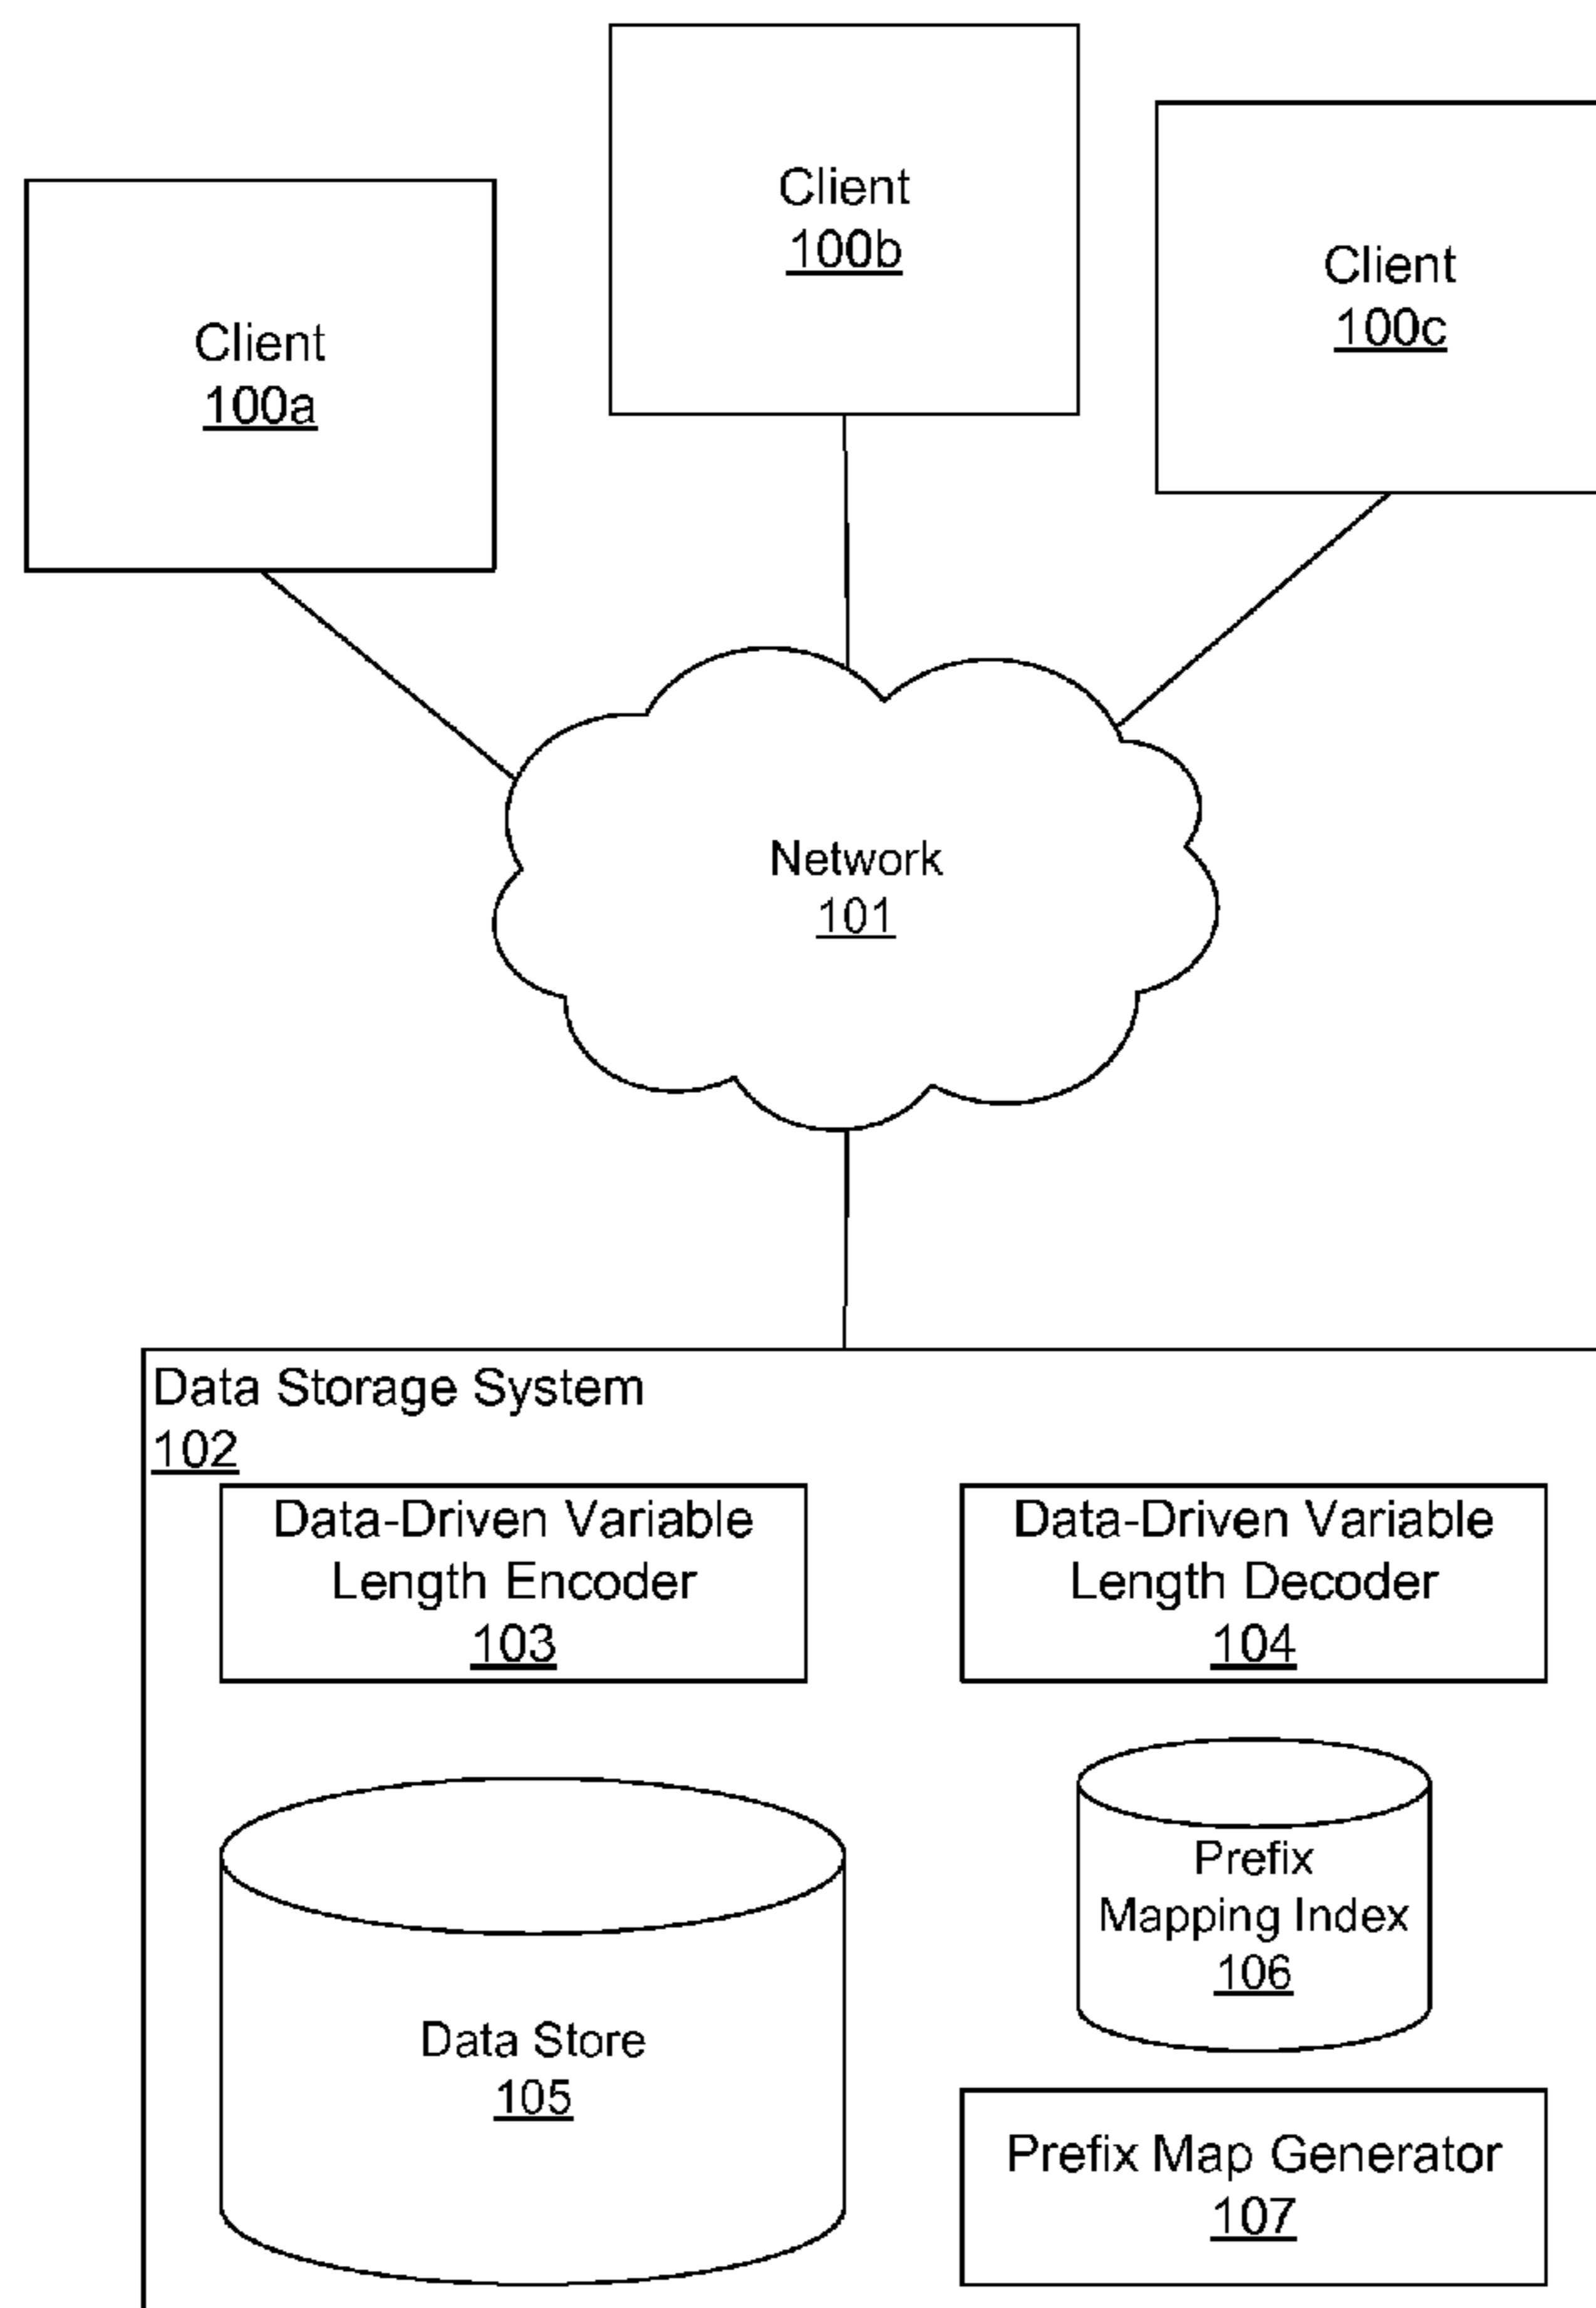 Client
100a
Client
100b
Client
100c
Network
101
Data Storage System
102
Data-Driven Variable
Length Encoder
103
Data-Driven Variable
Length Decoder
104
Data Store
105
Prefix
Mapping Index
106
Prefix Map Generator
107